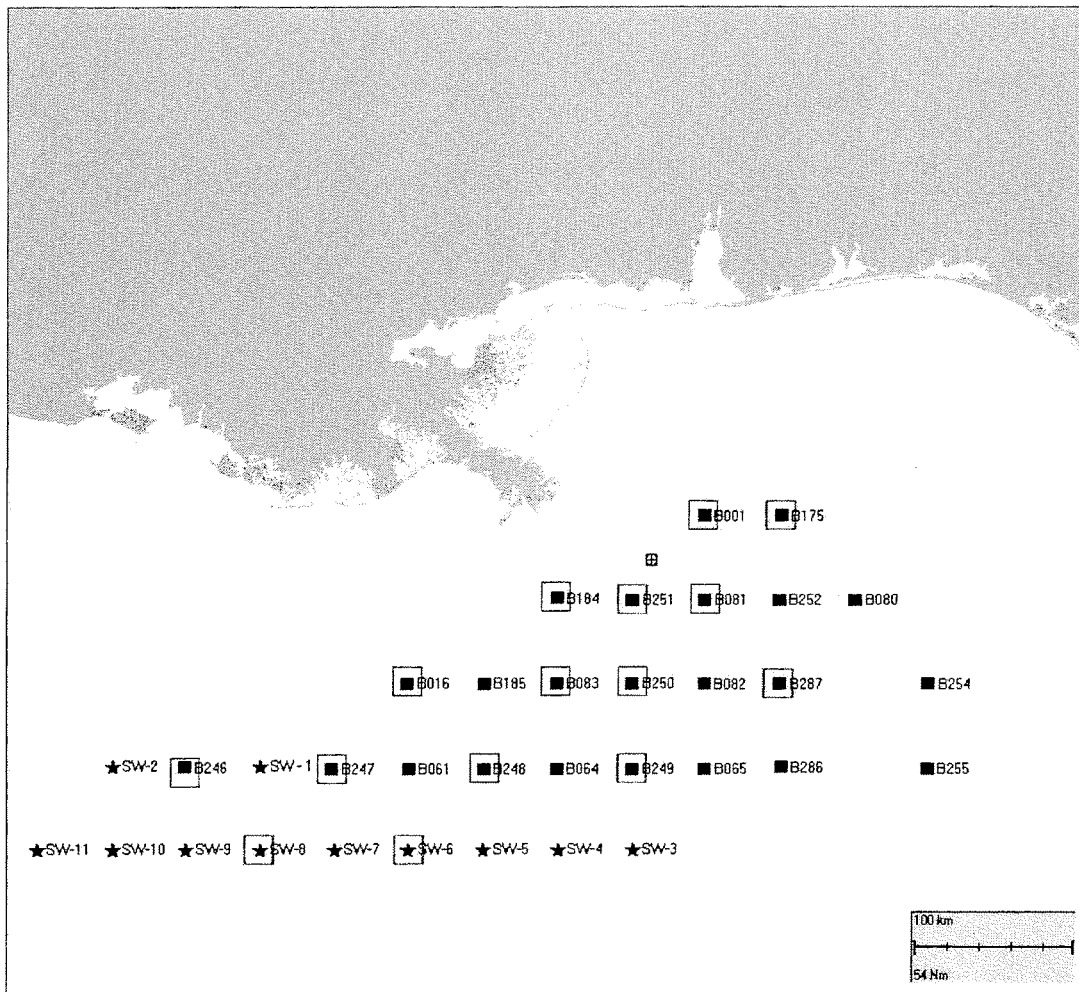 B001 B175
B184 B251 B081 B252 B080
B016 B185 B083 B250 B082 B287 B254
SW-2 B246 SW-1 B247 B061 B248 B064 B249 B065 B286 B255
SW-11 SW-10 SW-9 SW-8 SW-7 SW-6 SW-5 SW-4 SW-3
100 km
54 Nm